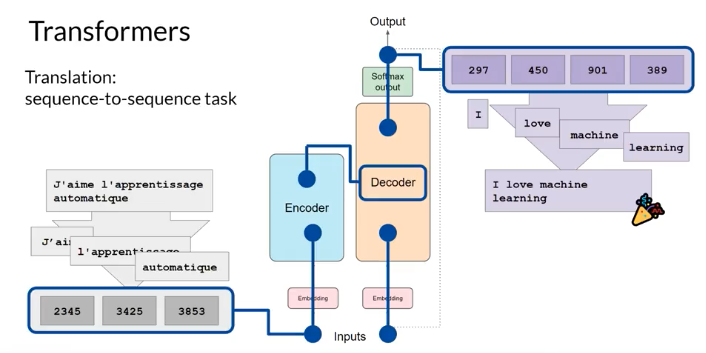 Transformers
Translation:
sequence-to-sequence task
J'aime l'apprentissage
automatique
J'aim
l'apprentissage
automatique
2345 3425 3853
Encoder
Embedding
Inputs
Embedding
Decoder
Softmax
output
Output
297 450 901 389
I
love
machine
learning
I love machine
learning